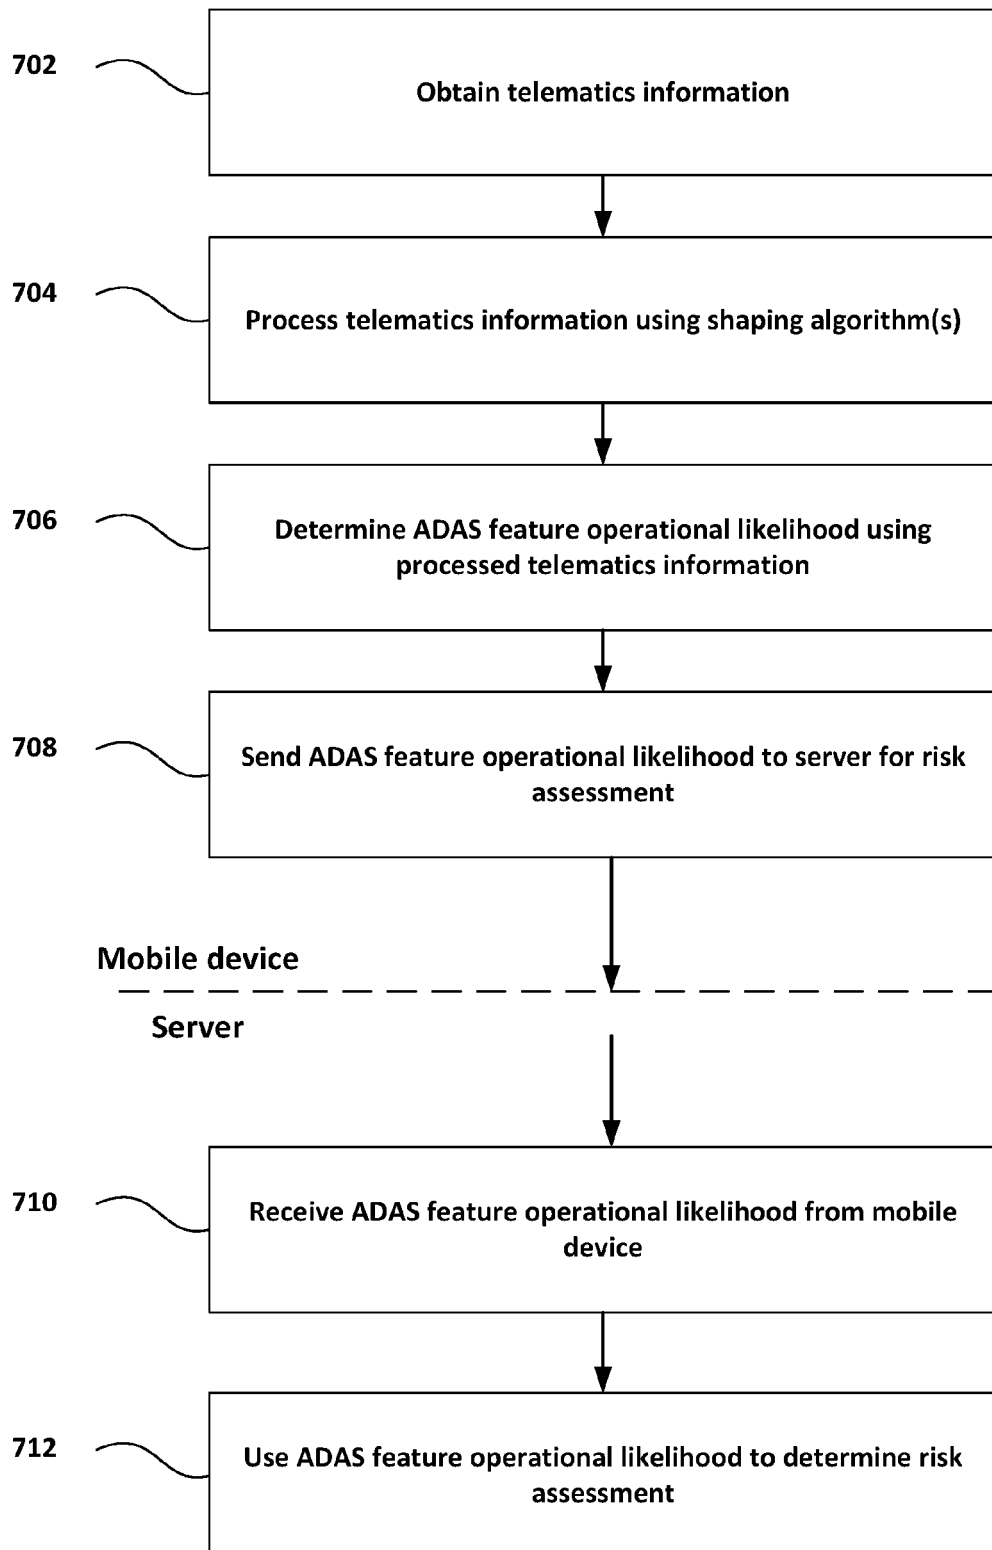 702
Obtain telematics information
704
Process telematics information using shaping algorithm(s)
706
Determine ADAS feature operational likelihood using
processed telematics information
708
Send ADAS feature operational likelihood to server for risk
assessment
Mobile device
Server
710
Receive ADAS feature operational likelihood from mobile
device
712
Use ADAS feature operational likelihood to determine risk
assessment